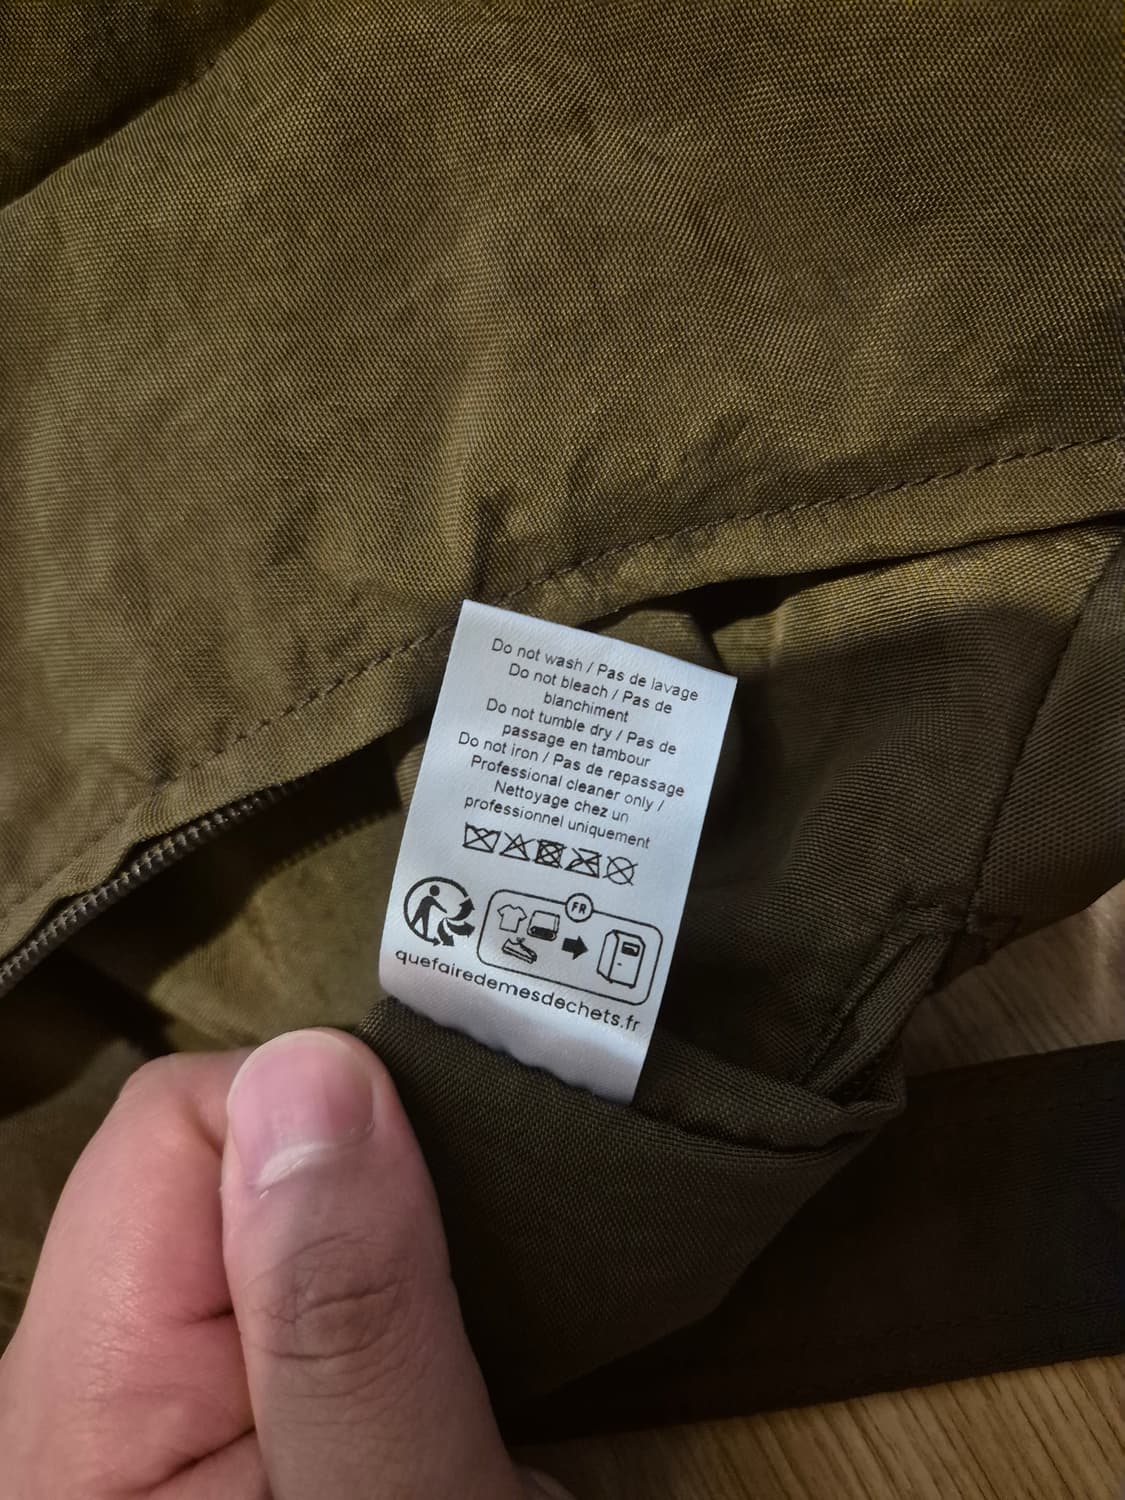 Do not wash / Pas de lavage
Do not bleach / Pas de
blanchiment
Do not tumble dry / Pas de
passage en tambour
Do not iron / Pas de repassage
Professional cleaner only /
Nettoyage chez un
professionnel uniquement
FR
quefairedemesdechets.fr